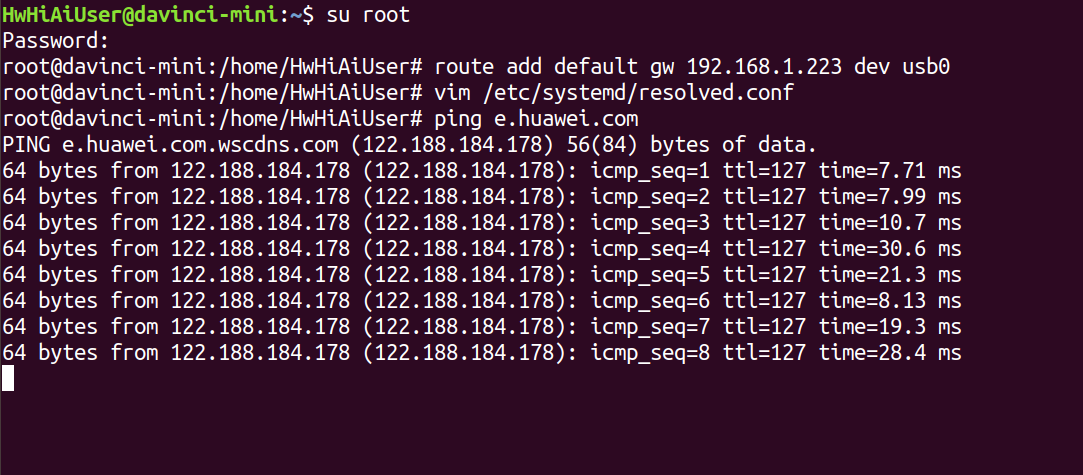 HwHiAiUser@davinci-mini:~$ su root
Password:
root@davinci-mini:/home/HwHiAiUser# route add default gw 192.168.1.223 dev usb0
root@davinci-mini:/home/HwHiAiUser# vim /etc/systemd/resolved.conf
root@davinci-mini:/home/HwHiAiUser# ping e.huawei.com
PING e.huawei.com.wscdns.com (122.188.184.178) 56(84) bytes of data.
64 bytes from 122.188.184.178 (122.188.184.178): icmp_seq=1 ttl=127 time=7.71 ms
64 bytes from 122.188.184.178 (122.188.184.178): icmp_seq=2 ttl=127 time=7.99 ms
64 bytes from 122.188.184.178 (122.188.184.178): icmp_seq=3 ttl=127 time=10.7 ms
64 bytes from 122.188.184.178 (122.188.184.178): icmp_seq=4 ttl=127 time=30.6 ms
64 bytes from 122.188.184.178 (122.188.184.178): icmp_seq=5 ttl=127 time=21.3 ms
64 bytes from 122.188.184.178 (122.188.184.178): icmp_seq=6 ttl=127 time=8.13 ms
64 bytes from 122.188.184.178 (122.188.184.178): icmp_seq=7 ttl=127 time=19.3 ms
64 bytes from 122.188.184.178 (122.188.184.178): icmp_seq=8 ttl=127 time=28.4 ms